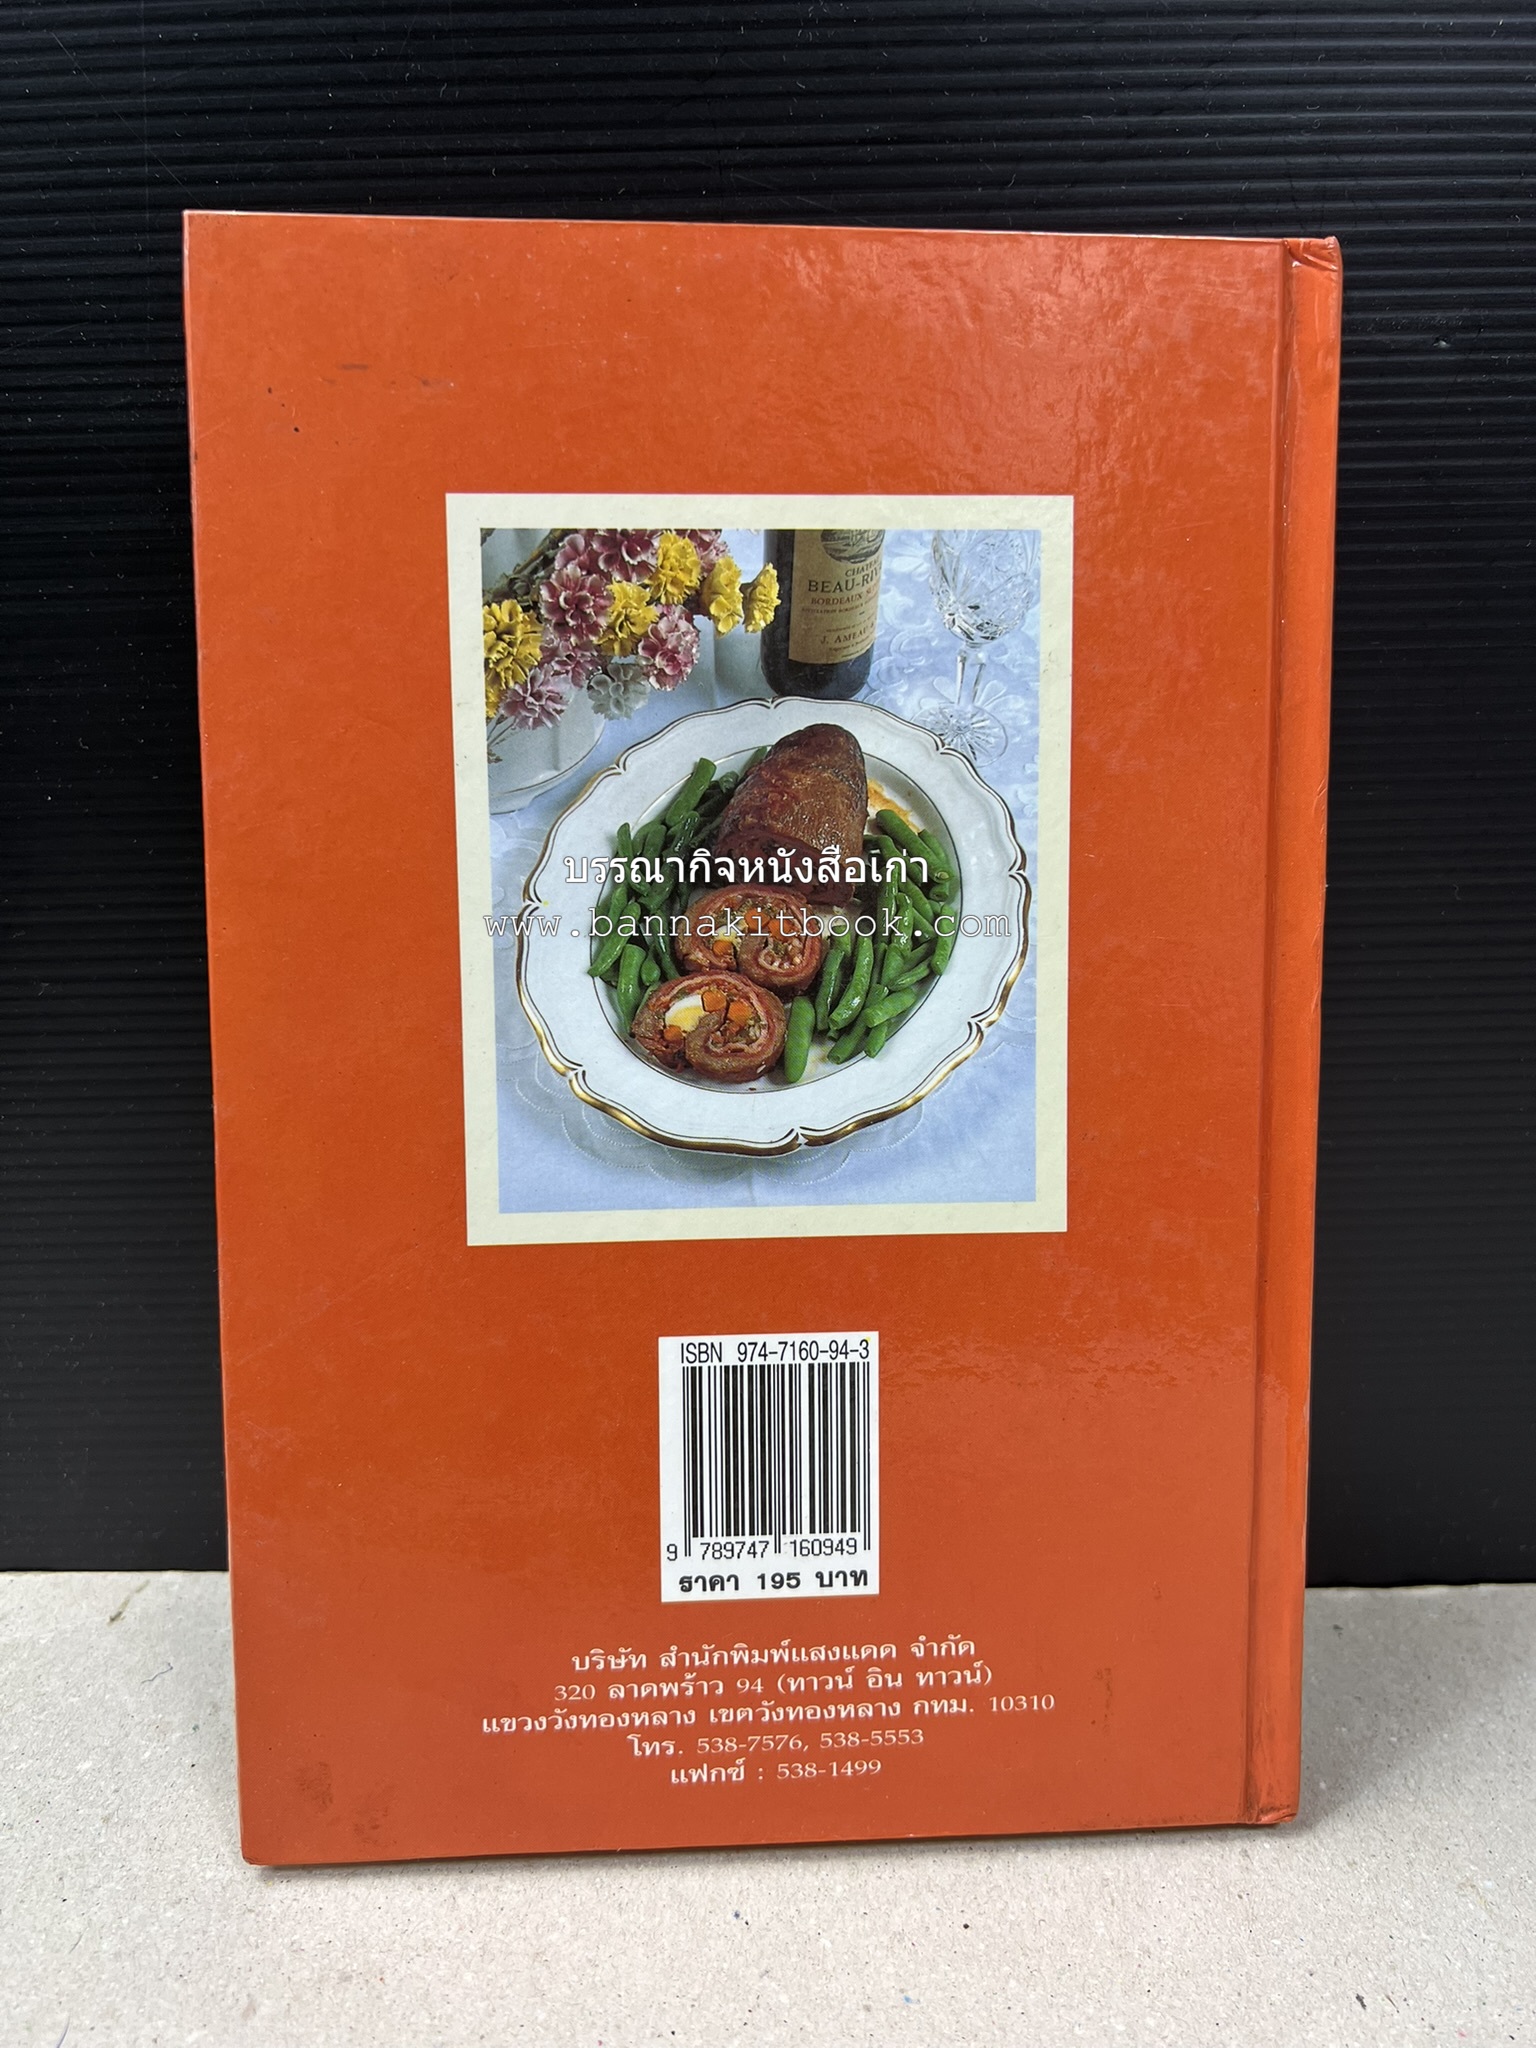 CHATE
BEAU-RIV
BORDEAUX
J. AMEAU
บรรณากิจหนังสือเก่า
www.bannakitbook.com
ISBN 974-7160-94-3
9 789747 160949
ราคา 195 บาท
บริษัท สำนักพิมพ์แสงแดด จำกัด
320 ลาดพร้าว 94 (ทาวน์ อิน ทาวน์)
แขวงวังทองหลาง เขตวังทองหลาง กทม. 10310
โทร. 538-7576, 538-5553
แฟกซ์ : 538-1499